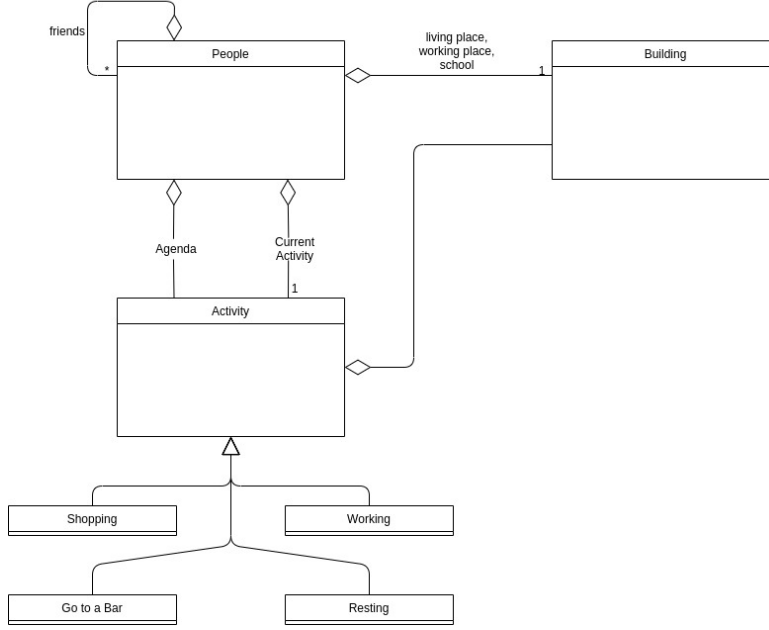 friends
*
People
living place,
working place,
school
1
Building
Agenda
Current
Activity
1
Activity
Shopping
Working
Go to a Bar
Resting